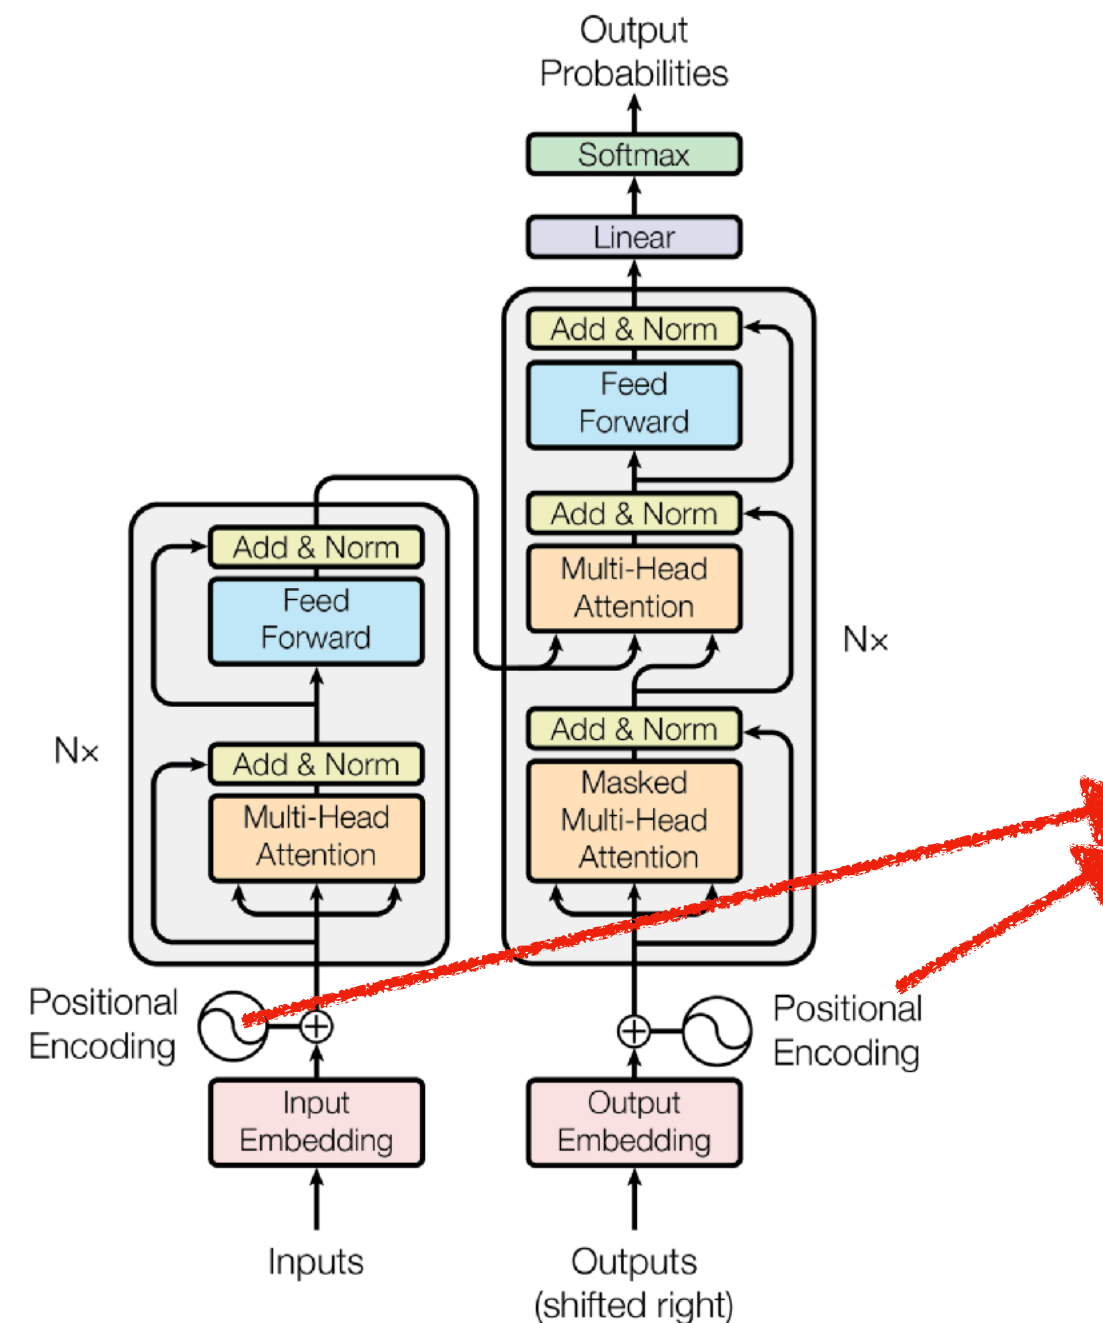 Output
Probabilities
Softmax
Linear
Add & Norm
Feed
Forward
Add & Norm
Multi-Head
Attention
Nx
Add & Norm
Masked
Multi-Head
Attention
Add & Norm
Feed
Forward
Nx
Add & Norm
Multi-Head
Attention
Positional
Encoding
Positional
Encoding
Input
Embedding
Output
Embedding
Inputs
Outputs
(shifted right)